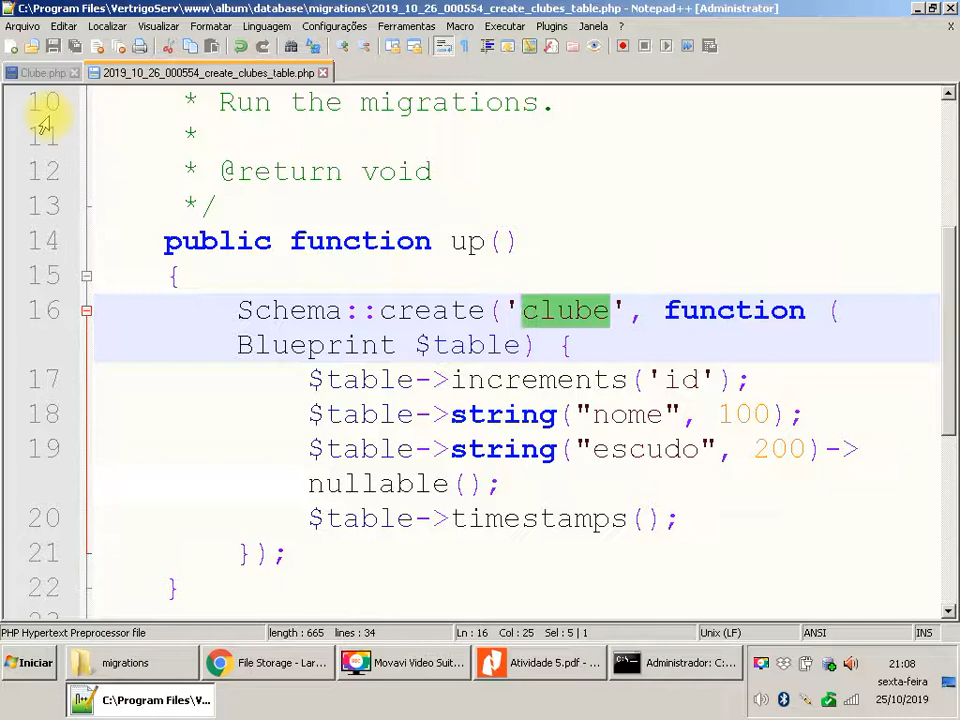 C:\Program Files\VertrigoServ\www\album\database\migrations\2019_10_26_000554_create_clubes_table.php - Notepad++ [Administrador]
Arquivo Editar Localizar Visualizar Formatar Linguagem Configurações Ferramentas Macro Executar Plugins Janela ? X
Clube.php 2019_10_26_000554_create_clubes_table.php
10 * Run the migrations.
11 *
12 * @return void
13 */
14 public function up()
15 {
16 Schema::create('clube', function (
Blueprint $table) {
17 $table->increments('id');
18 $table->string("nome", 100);
19 $table->string("escudo", 200)->
nullable();
20 $table->timestamps();
21 });
22 }
PHP Hypertext Preprocessor file length : 665 lines : 34 Ln : 16 Col : 25 Sel : 5 | 1 Unix (LF) ANSI INS
Iniciar migrations File Storage - Lar... Movavi Video Suit... Atividade 5.pdf - ... Administrador: C:... 21:08
sexta-feira
C:\Program Files\V... 25/10/2019